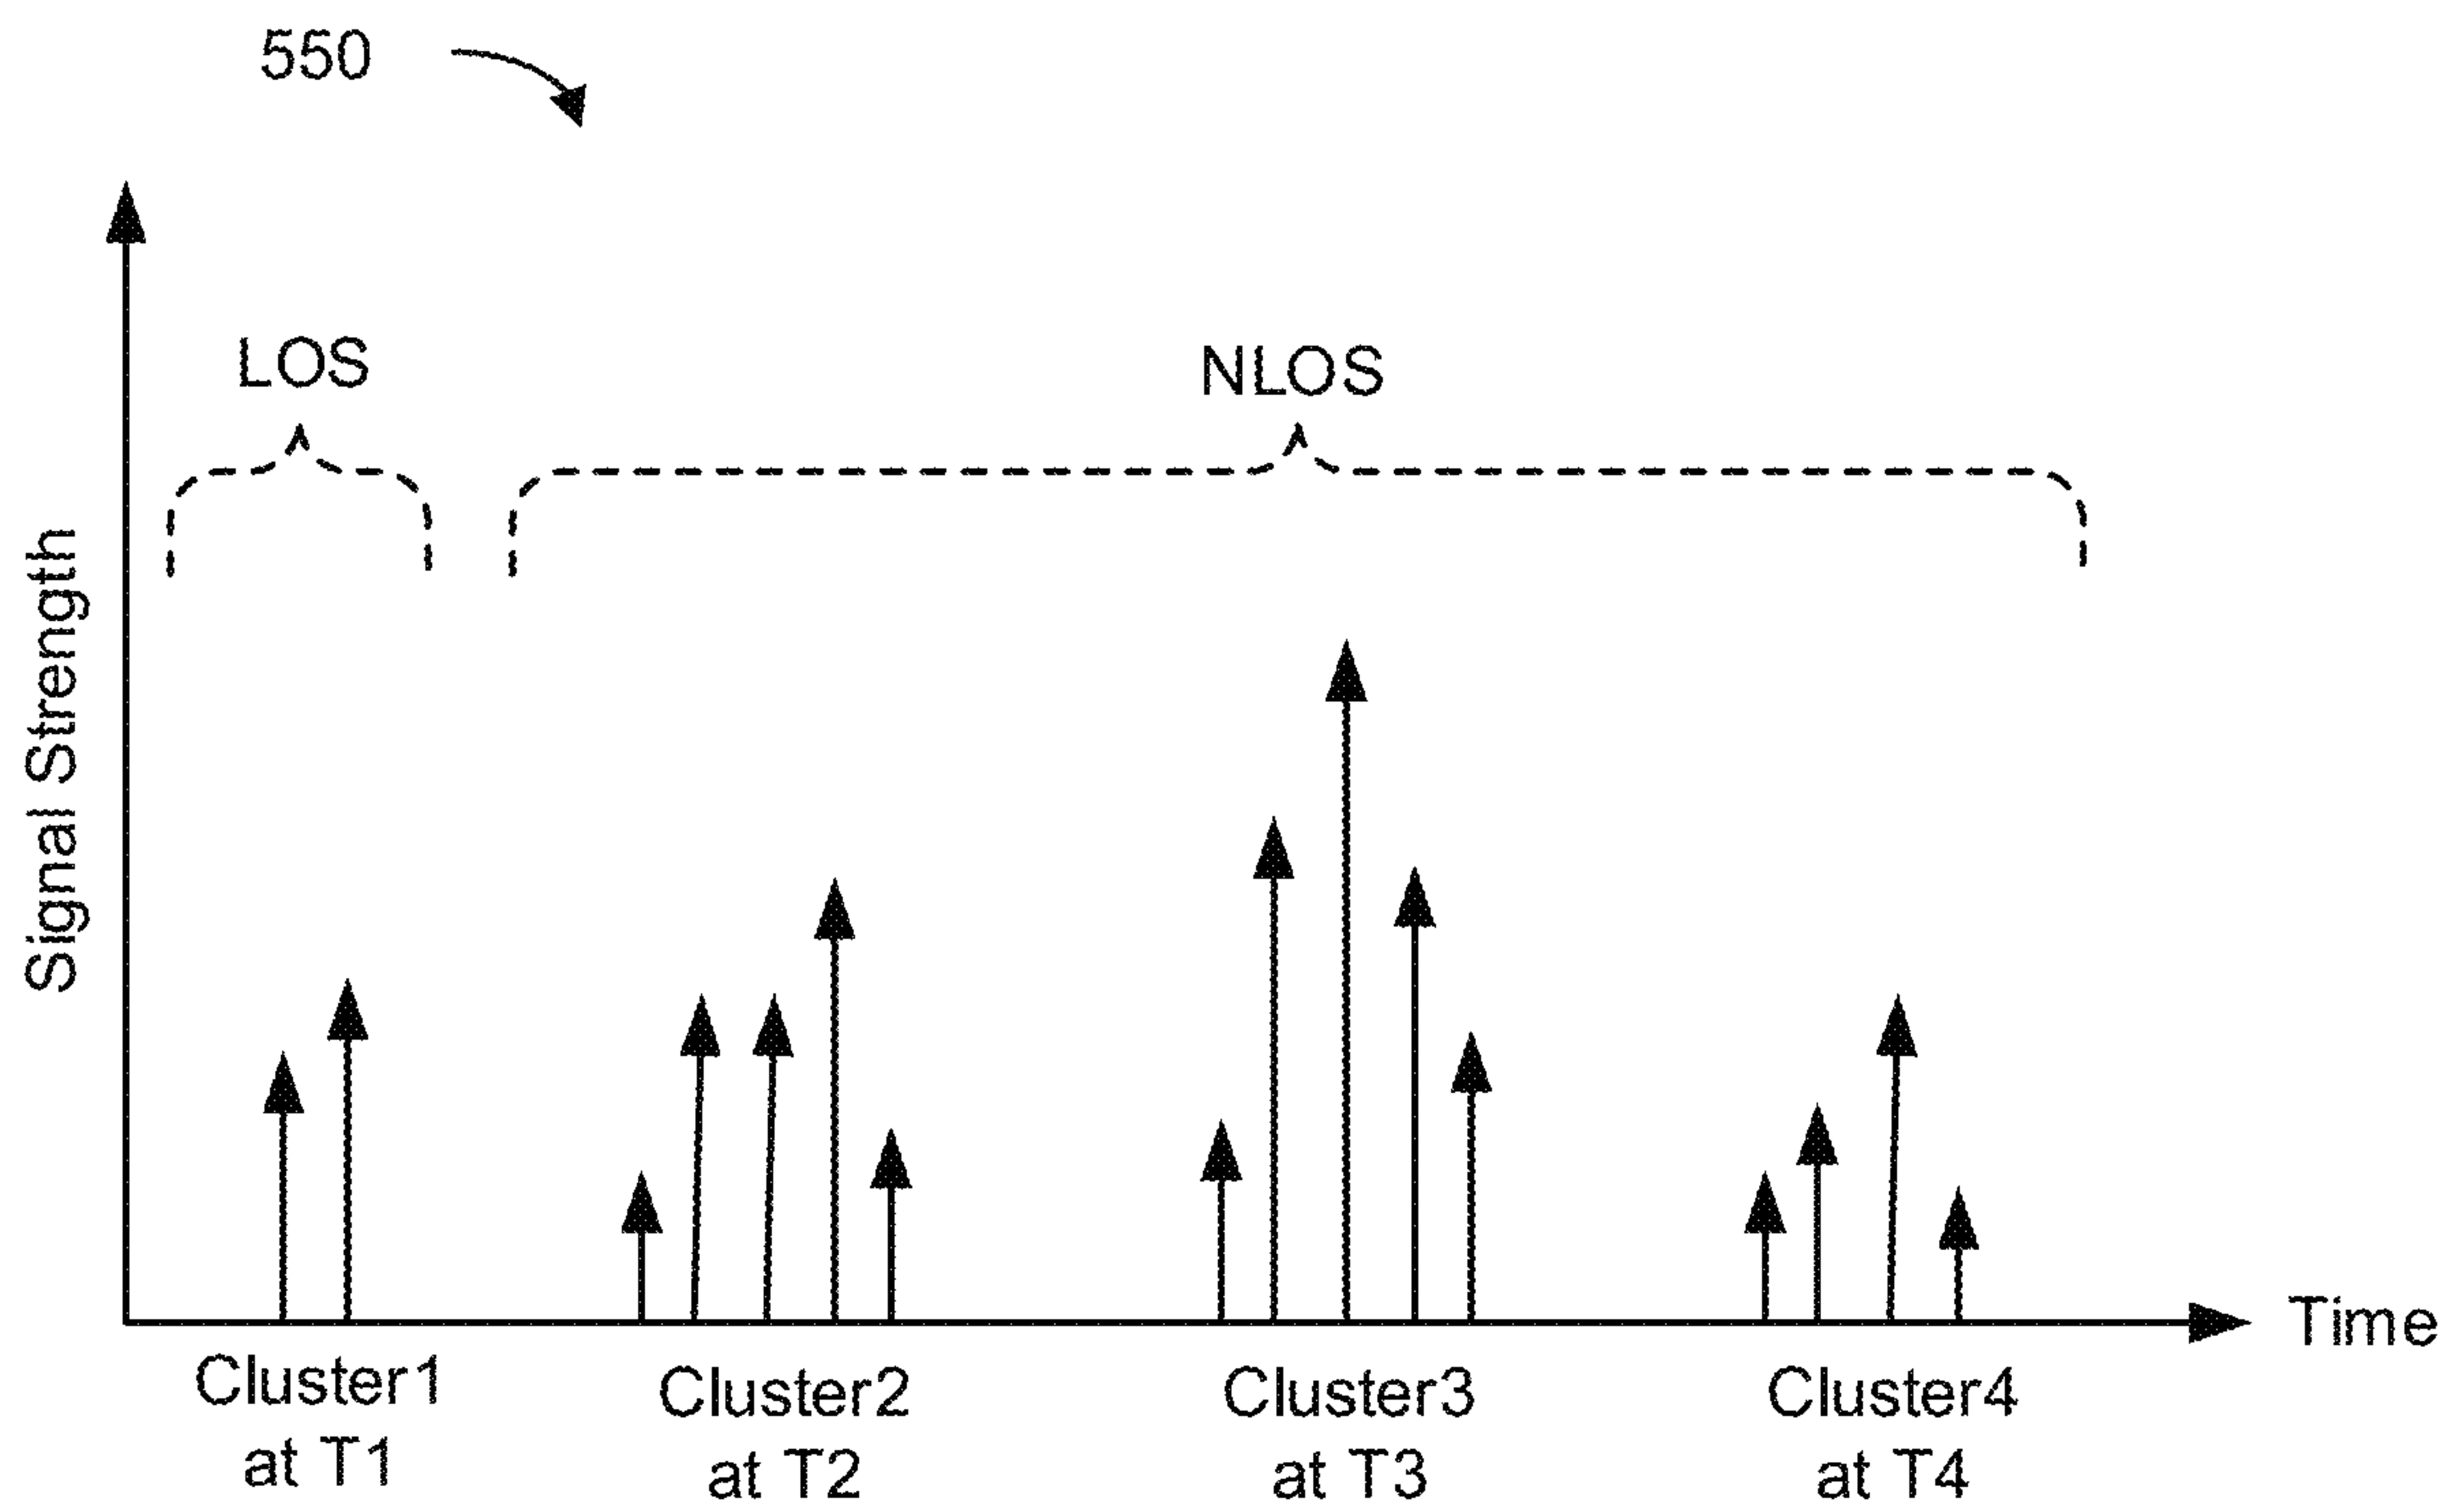 550
LOS
NLOS
Signal Strength
Time
Cluster1
at T1
Cluster2
at T2
Cluster3
at T3
Cluster4
at T4